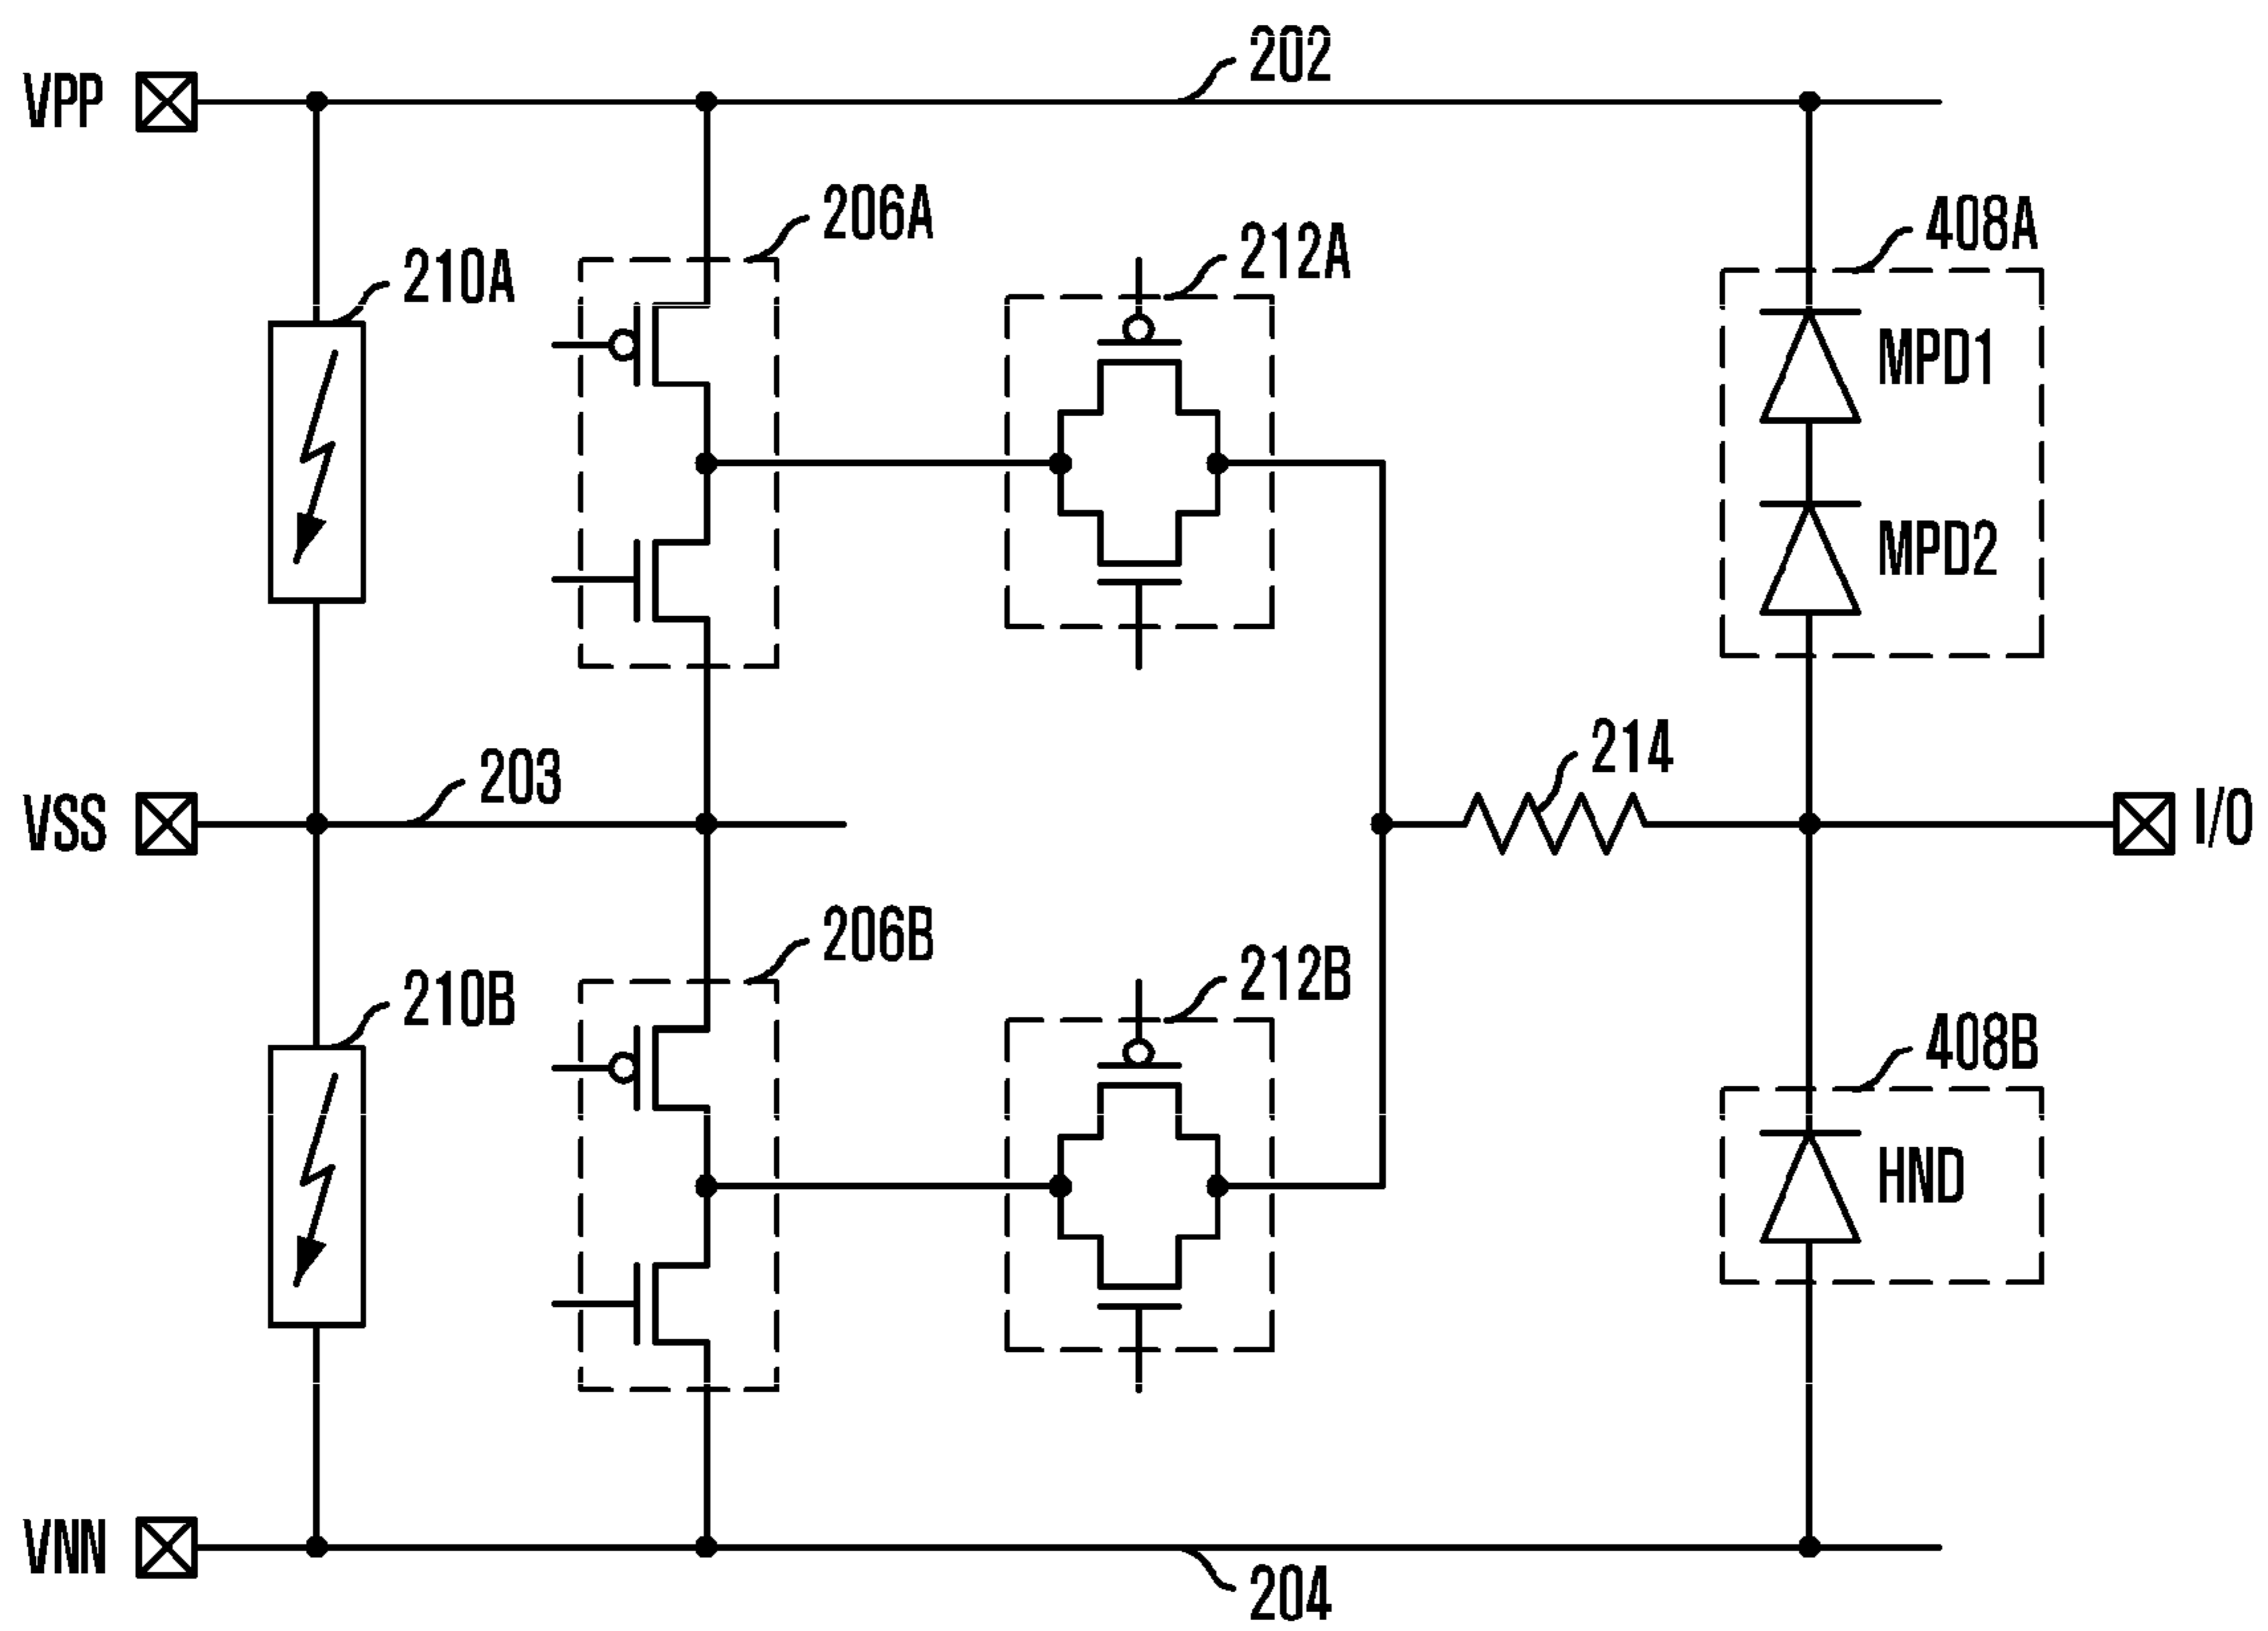 202
VPP
206A
408A
212A
210A
MPD1
MPD2
214
203
VSS
I/O
206B
212B
210B
408B
HND
VNN
204